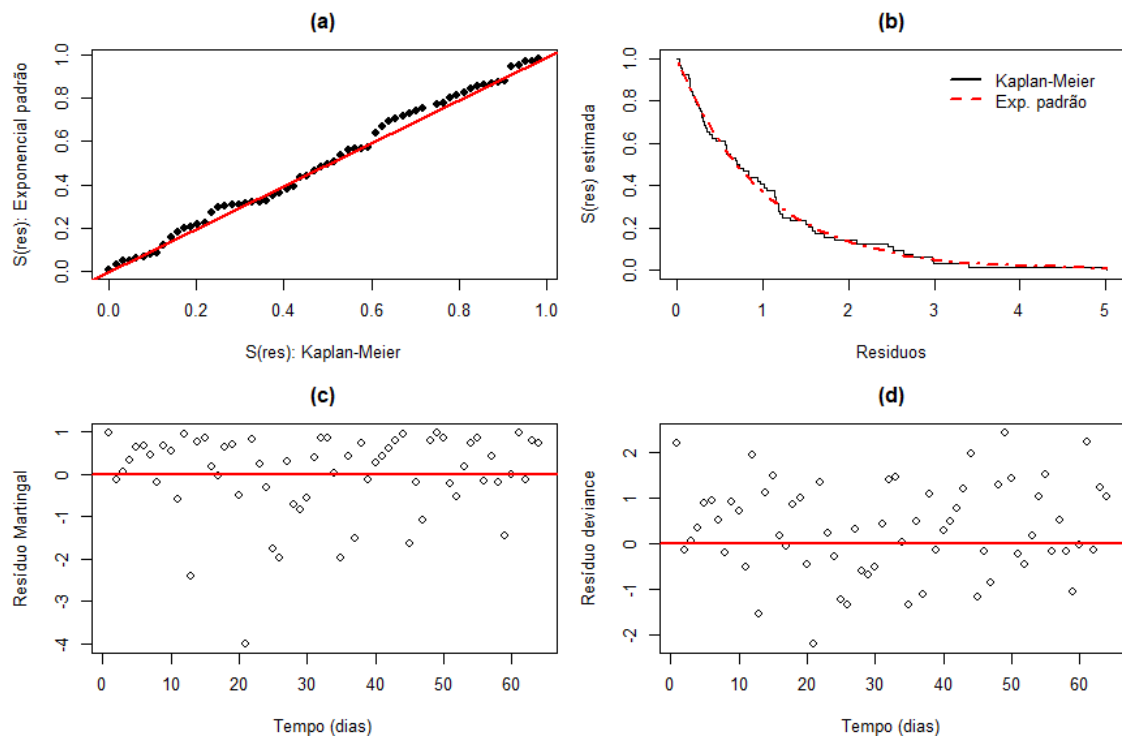 (a)
S(res): Exponencial padrão
1.0
0.8
0.6
0.4
0.2
0.0
0.0 0.2 0.4 0.6 0.8 1.0
S(res): Kaplan-Meier
(b)
S(res) estimada
1.0
0.8
0.6
0.4
0.2
0.0
Kaplan-Meier
Exp. padrão
0 1 2 3 4 5
Residuos
(c)
Resíduo Martingal
1
0
-1
-2
-3
-4
0 10 20 30 40 50 60
Tempo (dias)
(d)
Resíduo deviance
2
1
0
-1
-2
0 10 20 30 40 50 60
Tempo (dias)